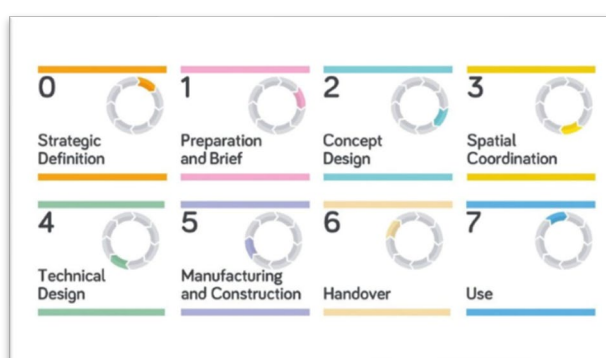 0
Strategic
Definition
1
Preparation
and Brief
2
Concept
Design
3
Spatial
Coordination
4
Technical
Design
5
Manufacturing
and Construction
6
Handover
7
Use